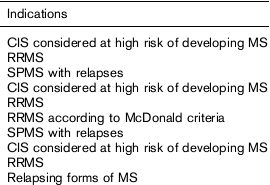 Indications
CIS considered at high risk of developing MS
RRMS
SPMS with relapses
CIS considered at high risk of developing MS
RRMS
RRMS according to McDonald criteria
SPMS with relapses
CIS considered at high risk of developing MS
RRMS
Relapsing forms of MS